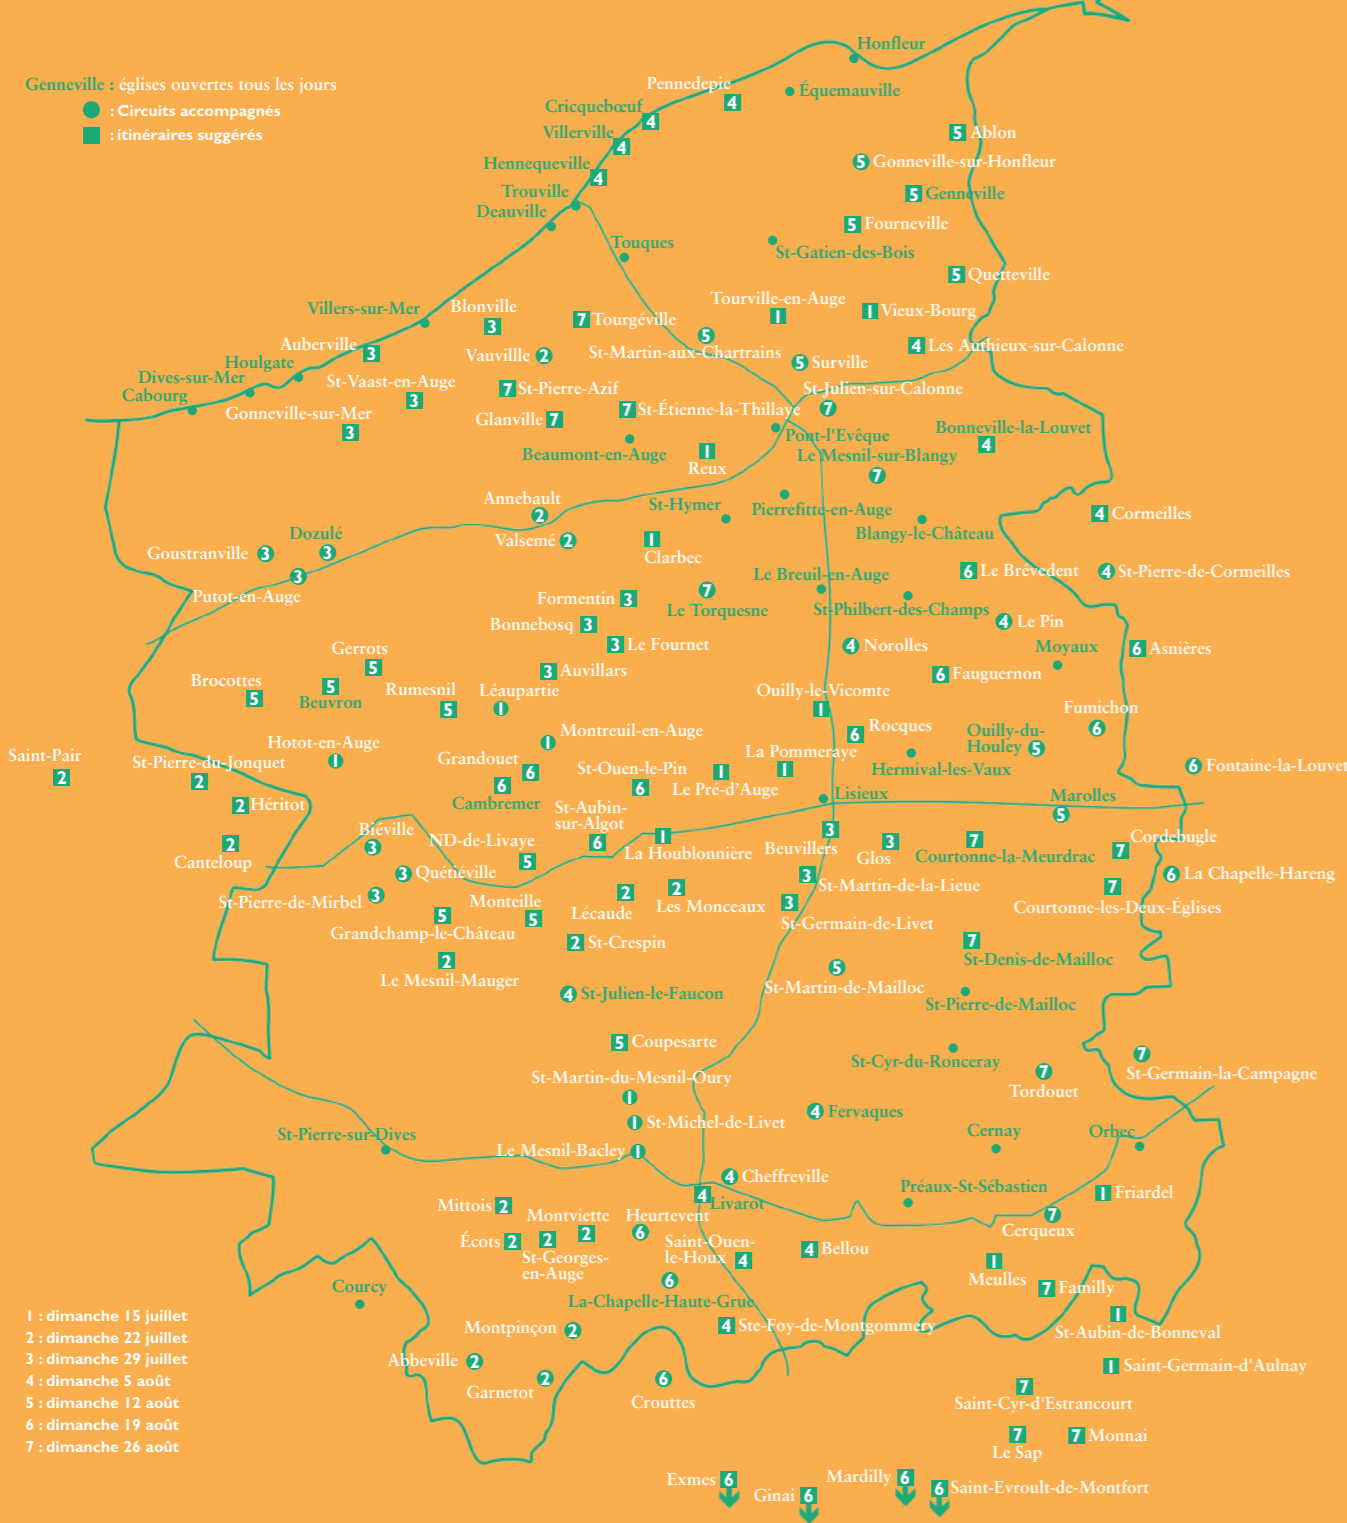 Honfleur
Genneville : églises ouvertes tous les jours
: Circuits accompagnés
: itinéraires suggérés
Pennedepie
4
Équemauville
Cricquebœuf
4
Villerville
4
5 Ablon
Hennequeville
4
5 Gonneville-sur-Honfleur
Trouville
5 Genneville
Deauville
5 Fourneville
Touques
St-Gatien-des-Bois
5 Quetteville
Tourville-en-Auge
1
1 Vieux-Bourg
Villers-sur-Mer
Blonville
3
7 Tourgéville
Auberville
3
Vauvillle 2
5
St-Martin-aux-Chartrains
4 Les Authieux-sur-Calonne
5 Surville
Houlgate
Dives-sur-Mer
Cabourg
St-Vaast-en-Auge
3
7 St-Pierre-Azif
St-Julien-sur-Calonne
7
Gonneville-sur-Mer
3
Glanville 7
7 St-Étienne-la-Thillaye
Pont-l'Evêque
Bonneville-la-Louvet
4
Beaumont-en-Auge
1
Reux
Le Mesnil-sur-Blangy
7
Annebault
2
St-Hymer
Pierrefitte-en-Auge
Blangy-le-Château
4 Cormeilles
Dozulé
3
Valsemé 2
Goustranville 3
1
Clarbec
3
Putot-en-Auge
Le Breuil-en-Auge
6 Le Brévedent
4 St-Pierre-de-Cormeilles
Formentin 3
7
Le Torquesne
St-Philbert-des-Champs
Bonnebosq 3
4 Le Pin
3 Le Fournet
4 Norolles
Moyaux
6 Asnières
Gerrots
5
3 Auvillars
6 Fauguernon
Brocottes
5
5
Beuvron
Rumesnil
5
Léaupartie
1
Ouilly-le-Vicomte
1
Fumichon
6
Montreuil-en-Auge
1
Rocques
6
Ouilly-du-
Houley 5
Saint-Pair
2
Hotot-en-Auge
1
St-Pierre-du-Jonquet
2
Grandouet
6
La Pommeraye
1
Hermival-les-Vaux
6 Fontaine-la-Louvet
St-Ouen-le-Pin
6
1
Le Pré-d'Auge
6
Cambremer
Lisieux
Marolles
5
2 Héritot
St-Aubin-
sur-Algot
6
Biéville
3
ND-de-Livaye
5
1
La Houblonnière
3
Beuvillers
3
Glos
7
Courtonne-la-Meurdrac
Cordebugle
7
2
Canteloup
3 Quétiéville
3
St-Martin-de-la-Lieue
6 La Chapelle-Hareng
St-Pierre-de-Mirbel 3
Monteille
5
2
Lécaude
2
Les Monceaux
3
St-Germain-de-Livet
7
Courtonne-les-Deux-Églises
5
Grandchamp-le-Château
2 St-Crespin
7
St-Denis-de-Mailloc
2
Le Mesnil-Mauger
5
St-Martin-de-Mailloc
4 St-Julien-le-Faucon
St-Pierre-de-Mailloc
5 Coupesarte
St-Cyr-du-Ronceray
7
St-Germain-la-Campagne
St-Martin-du-Mesnil-Oury
1
7
Tordouet
1 St-Michel-de-Livet
4 Fervaques
St-Pierre-sur-Dives
Le Mesnil-Bacley 1
Cernay
Orbec
4 Cheffreville
4
Livarot
Préaux-St-Sébastien
1 Friardel
Mittois 2
Montviette
2
Heurtevent
6
7
Cerqueux
Écots 2
2
St-Georges-
en-Auge
Saint-Ouen-
le-Houx 4
4 Bellou
1
Meulles
Courcy
6
La-Chapelle-Haute-Grue
7 Familly
Montpinçon 2
4 Ste-Foy-de-Montgommery
1
St-Aubin-de-Bonneval
Abbeville 2
2
Garnetot
6
Crouttes
1 Saint-Germain-d'Aulnay
7
Saint-Cyr-d'Estrancourt
7
Le Sap
7 Monnai
1 : dimanche 15 juillet
2 : dimanche 22 juillet
3 : dimanche 29 juillet
4 : dimanche 5 août
5 : dimanche 12 août
6 : dimanche 19 août
7 : dimanche 26 août
Exmes 6
Ginai 6
Mardilly 6
6 Saint-Evroult-de-Montfort